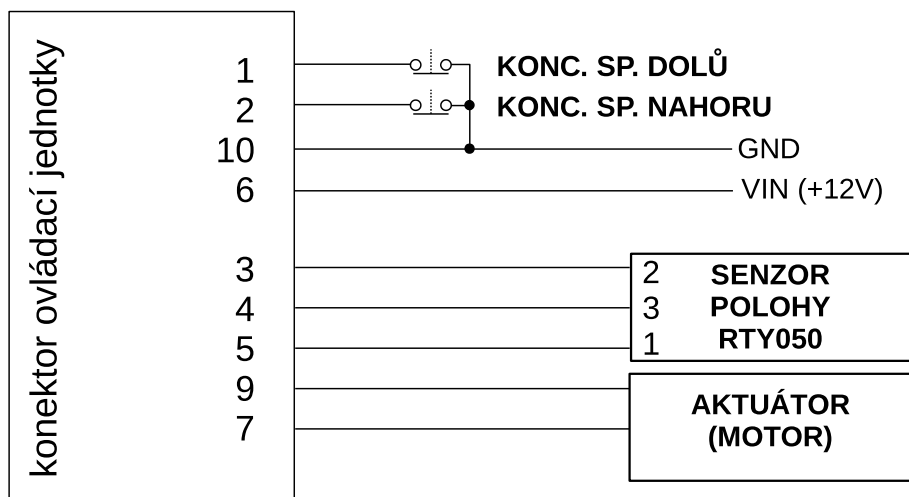 konektor ovládací jednotky
1
KONC. SP. DOLŮ
2
KONC. SP. NAHORU
10
GND
6
VIN (+12V)
3
2
SENZOR
4
3
POLOHY
5
1
RTY050
9
AKTUÁTOR
7
(MOTOR)